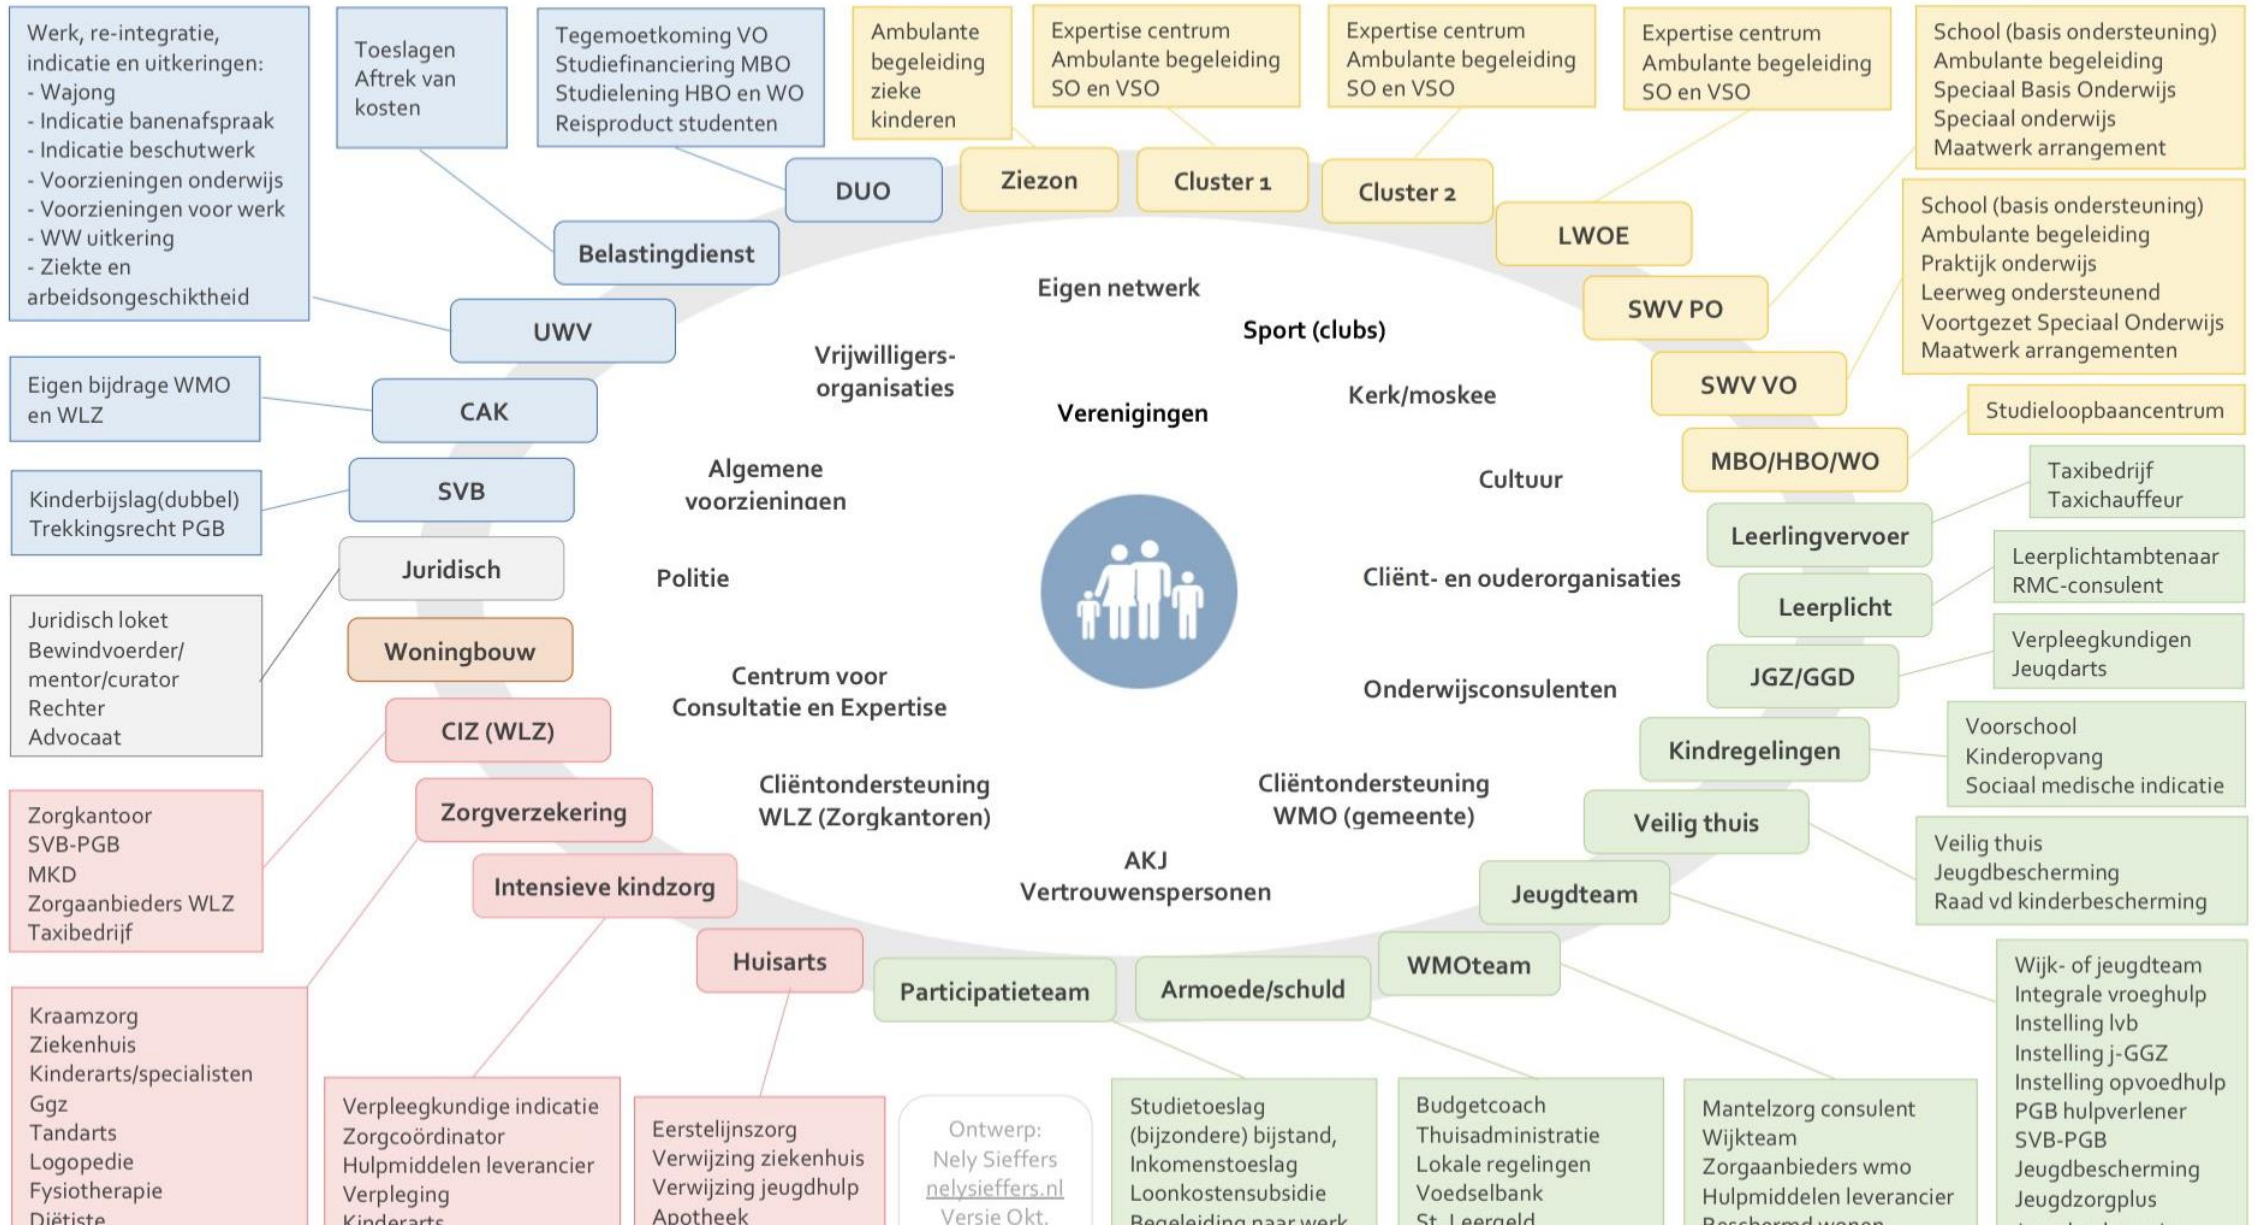 Werk, re-integratie,
indicatie en uitkeringen:
- Wajong
- Indicatie banenafspraak
- Indicatie beschutwerk
- Voorzieningen onderwijs
- Voorzieningen voor werk
- WW uitkering
- Ziekte en
arbeidsongeschiktheid
Toeslagen
Aftrek van
kosten
Tegemoetkoming VO
Studiefinanciering MBO
Studielening HBO en WO
Reisproduct studenten
Ambulante
begeleiding
zieke
kinderen
Expertise centrum
Ambulante begeleiding
SO en VSO
Expertise centrum
Ambulante begeleiding
SO en VSO
Expertise centrum
Ambulante begeleiding
SO en VSO
School (basis ondersteuning)
Ambulante begeleiding
Speciaal Basis Onderwijs
Speciaal onderwijs
Maatwerk arrangement
School (basis ondersteuning)
Ambulante begeleiding
Praktijk onderwijs
Leerweg ondersteunend
Voortgezet Speciaal Onderwijs
Maatwerk arrangementen
Studieloopbaancentrum
DUO
Ziezon
Cluster 1
Cluster 2
LWOE
Belastingdienst
SWV PO
UWV
SWV VO
CAK
MBO/HBO/WO
SVB
Leerlingvervoer
Juridisch
Leerplicht
Woningbouw
JGZ/GGD
CIZ (WLZ)
Kindregelingen
Zorgverzekering
Veilig thuis
Intensieve kindzorg
Jeugdteam
Huisarts
WMOteam
Participatieteam
Armoede/schuld
Eigen netwerk
Sport (clubs)
Vrijwilligers-
organisaties
Kerk/moskee
Verenigingen
Algemene
voorzieningen
Cultuur
Politie
Cliënt- en ouderorganisaties
Centrum voor
Consultatie en Expertise
Onderwijsconsulenten
Cliëntondersteuning
WLZ (Zorgkantoren)
Cliëntondersteuning
WMO (gemeente)
AKJ
Vertrouwenspersonen
Eigen bijdrage WMO
en WLZ
Kinderbijslag(dubbel)
Trekkingsrecht PGB
Juridisch loket
Bewindvoerder/
mentor/curator
Rechter
Advocaat
Zorgkantoor
SVB-PGB
MKD
Zorgaanbieders WLZ
Taxibedrijf
Taxibedrijf
Taxichauffeur
Leerplichtambtenaar
RMC-consulent
Verpleegkundigen
Jeugdarts
Voorschool
Kinderopvang
Sociaal medische indicatie
Veilig thuis
Jeugdbescherming
Raad vd kinderbescherming
Kraamzorg
Ziekenhuis
Kinderarts/specialisten
Ggz
Tandarts
Logopedie
Fysiotherapie
Diëtiste
Verpleegkundige indicatie
Zorgcoördinator
Hulpmiddelen leverancier
Verpleging
Kinderarts
Eerstelijnszorg
Verwijzing ziekenhuis
Verwijzing jeugdhulp
Apotheek
Ontwerp:
Nely Sieffers
nelysieffers.nl
Versie Okt.
Studietoeslag
(bijzondere) bijstand,
Inkomenstoeslag
Loonkostensubsidie
Begeleiding naar werk
Budgetcoach
Thuisadministratie
Lokale regelingen
Voedselbank
St. Leergeld
Mantelzorg consulent
Wijkteam
Zorgaanbieders wmo
Hulpmiddelen leverancier
Beschermd wonen
Wijk- of jeugdteam
Integrale vroeghulp
Instelling lvb
Instelling j-GGZ
Instelling opvoedhulp
PGB hulpverlener
SVB-PGB
Jeugdbescherming
Jeugdzorgplus